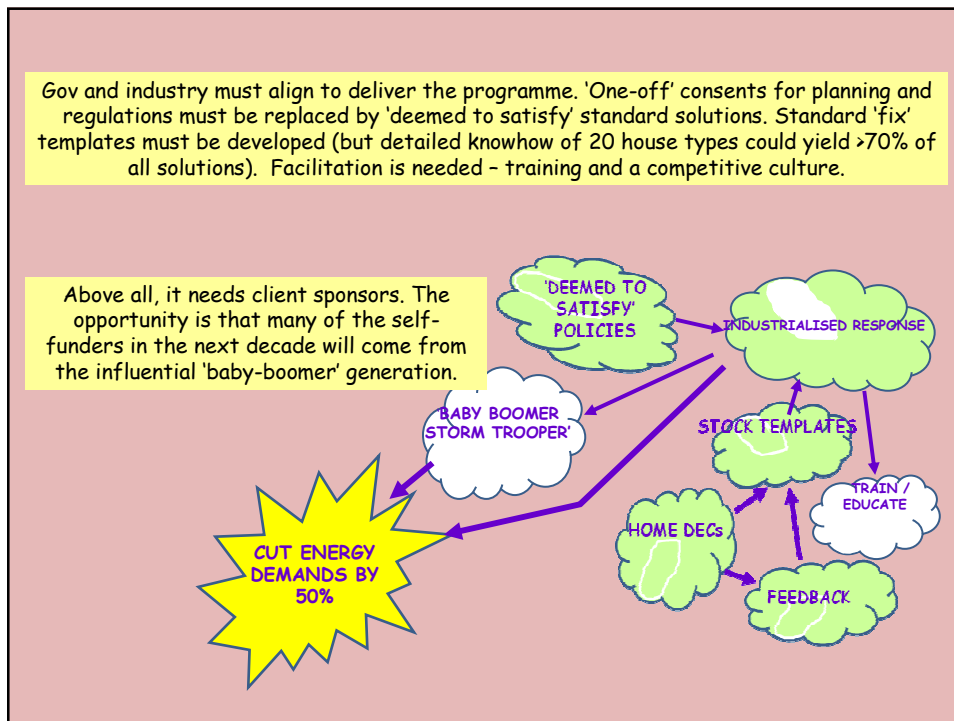 Gov and industry must align to deliver the programme. ‘One-off’ consents for planning and
regulations must be replaced by ‘deemed to satisfy’ standard solutions. Standard ‘fix’
templates must be developed (but detailed knowhow of 20 house types could yield >70% of
all solutions). Facilitation is needed – training and a competitive culture.
Above all, it needs client sponsors. The
opportunity is that many of the self-
funders in the next decade will come from
the influential ‘baby-boomer’ generation.
‘DEEMED TO
SATISFY’
POLICIES
INDUSTRIALISED RESPONSE
BABY BOOMER
STORM TROOPER’
STOCK TEMPLATES
TRAIN /
EDUCATE
HOME DECs
FEEDBACK
CUT ENERGY
DEMANDS BY
50%